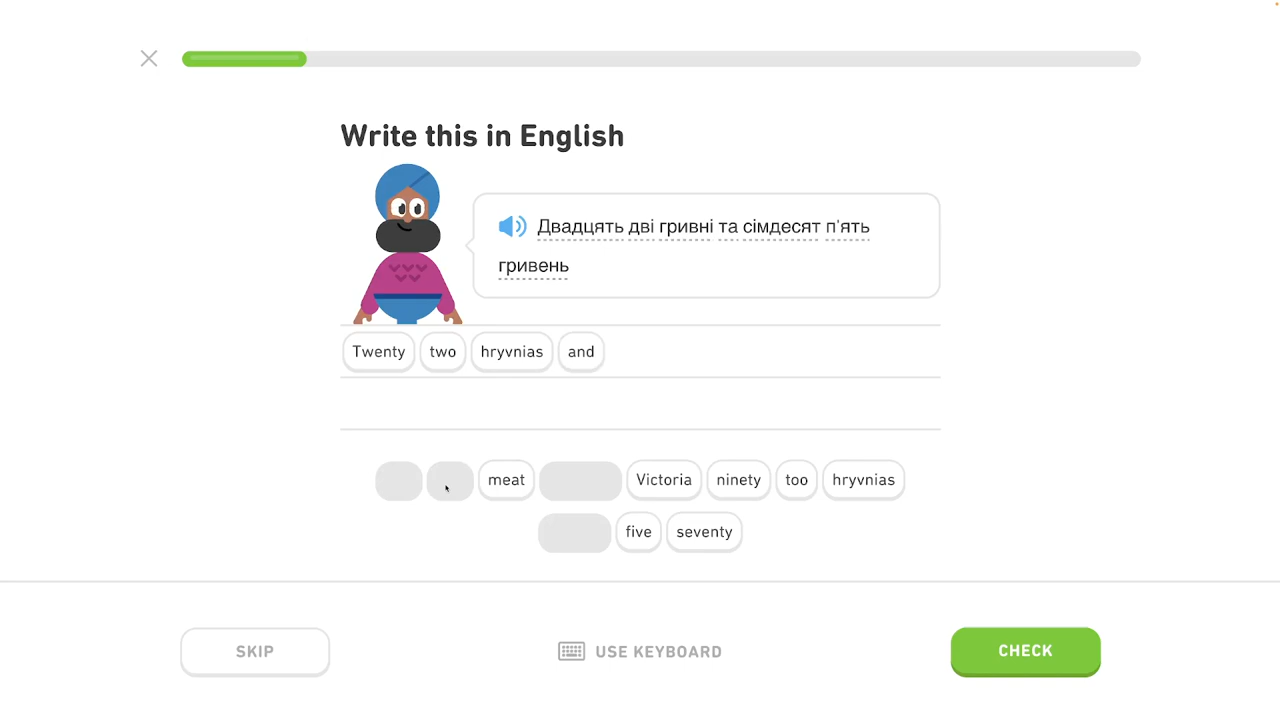 Write this in English
Двадцять дві гривні та сімдесят п'ять
гривень
Twenty two hryvnias and
meat Victoria ninety too hryvnias
five seventy
SKIP USE KEYBOARD CHECK